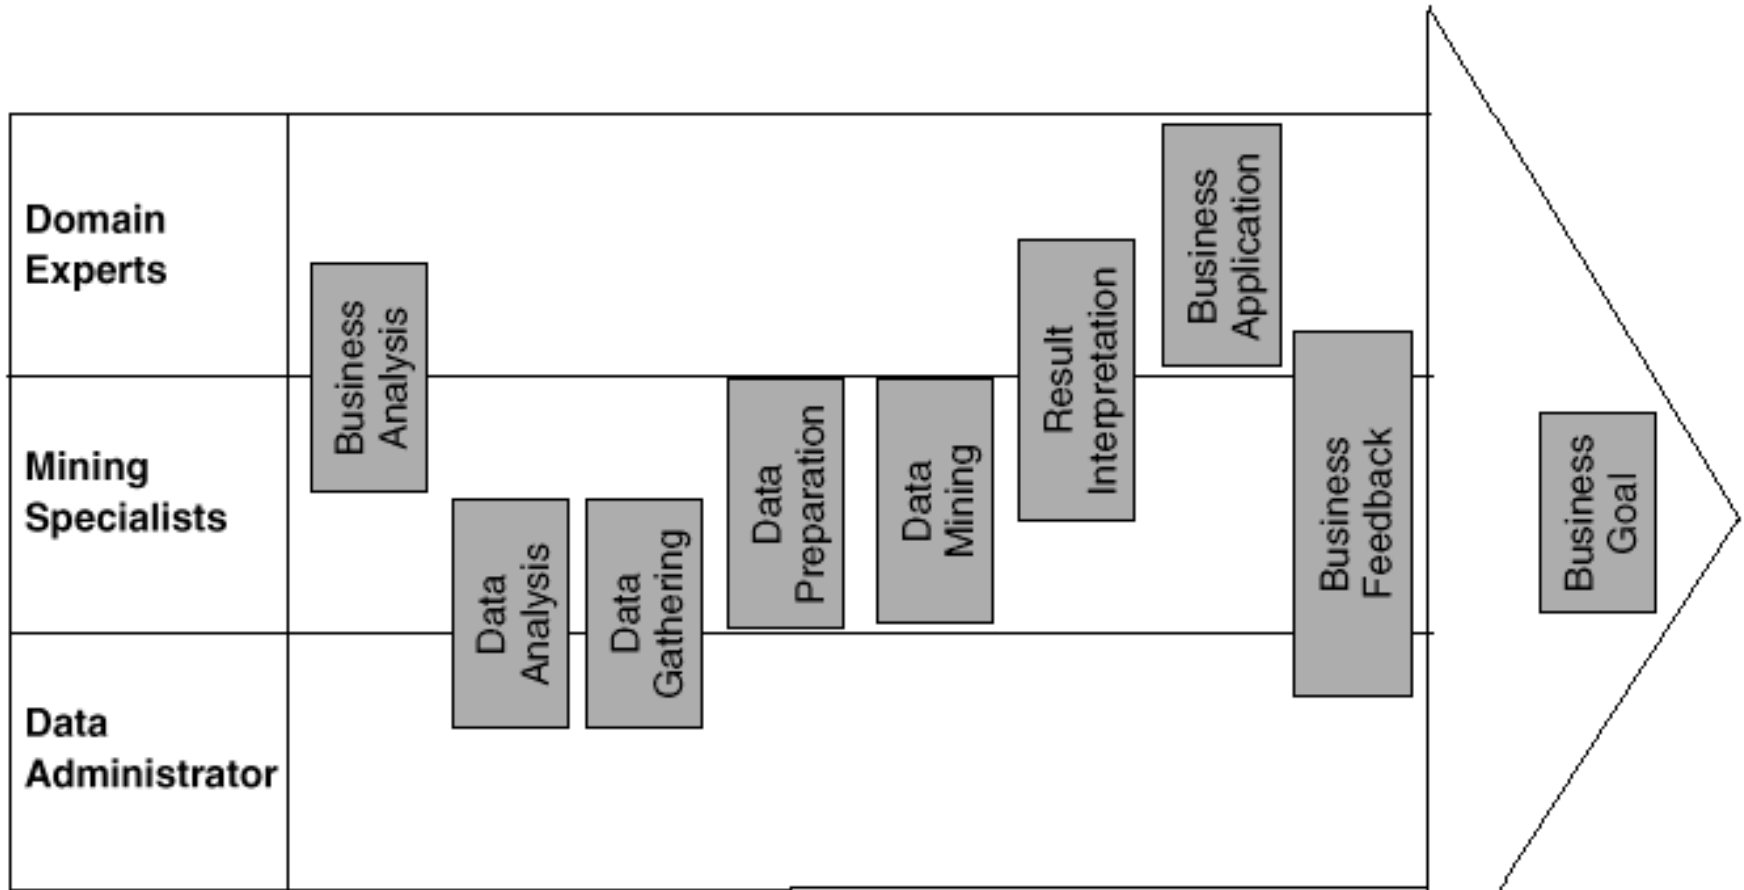 Domain
Experts
Mining
Specialists
Data
Administrator
Business
Analysis
Data
Analysis
Data
Gathering
Data
Preparation
Data
Mining
Result
Interpretation
Business
Application
Business
Feedback
Business
Goal